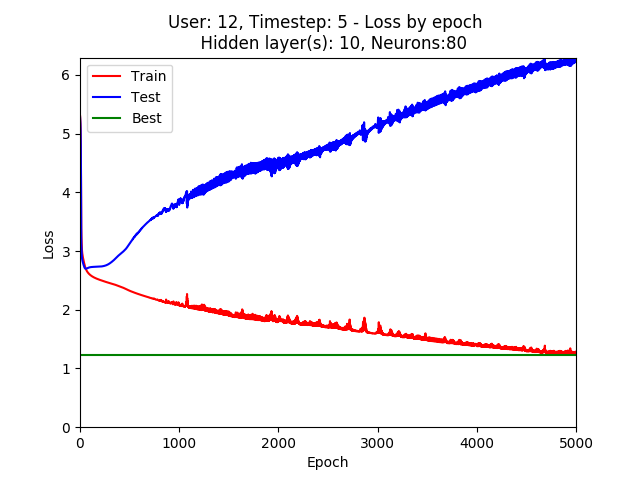 User: 12, Timestep: 5 - Loss by epoch
Hidden layer(s): 10, Neurons:80
Train
Test
Best
Loss
6
5
4
3
2
1
0
0
1000
2000
3000
4000
5000
Epoch